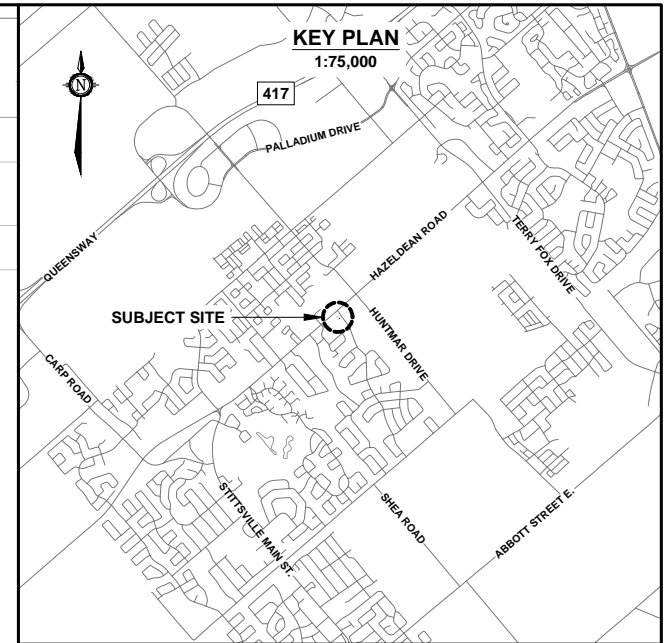 KEY PLAN
1:75,000
N
417
PALLADIUM DRIVE
QUEENSWAY
HAZELDEAN ROAD
TERRY FOX DRIVE
SUBJECT SITE
HUNTMAR DRIVE
CARP ROAD
STITTSVILLE MAIN ST.
SHEA ROAD
ABBOTT STREET E.